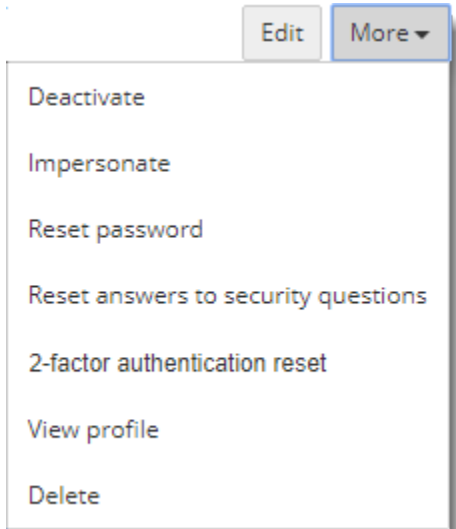 Edit More
Deactivate
Impersonate
Reset password
Reset answers to security questions
2-factor authentication reset
View profile
Delete